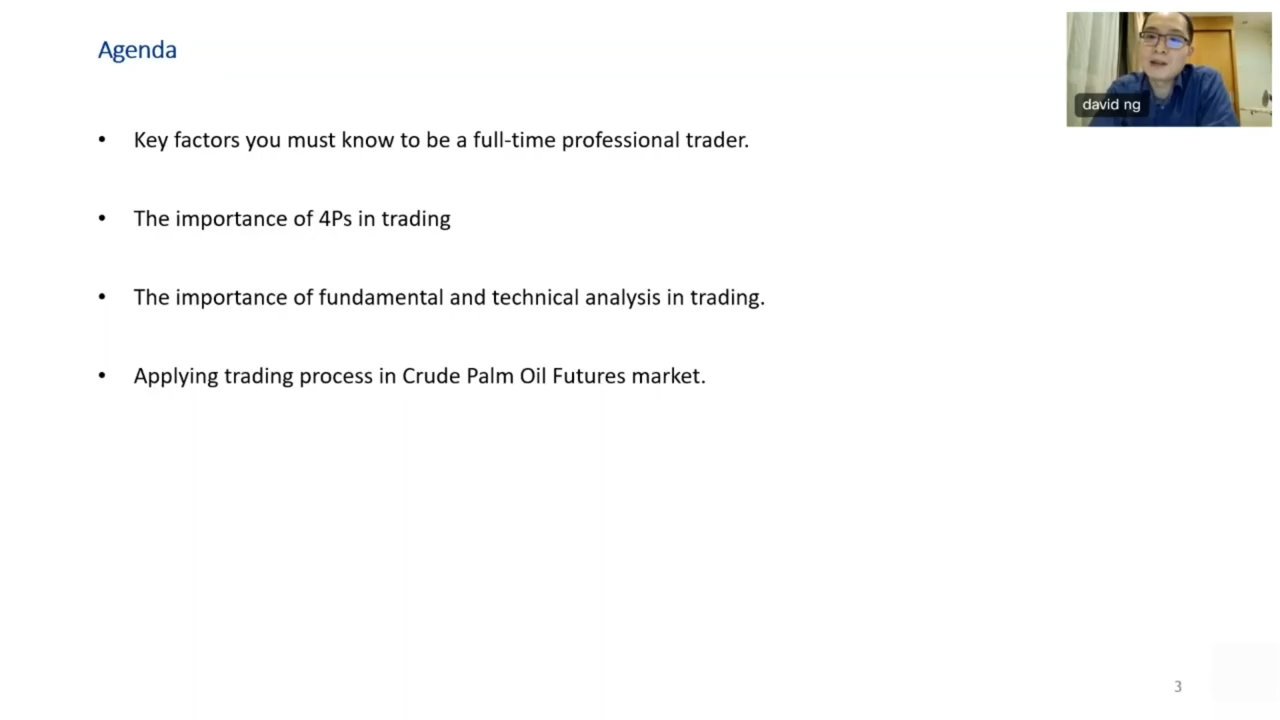 Agenda
david ng
• Key factors you must know to be a full-time professional trader.
• The importance of 4Ps in trading
• The importance of fundamental and technical analysis in trading.
• Applying trading process in Crude Palm Oil Futures market.
3